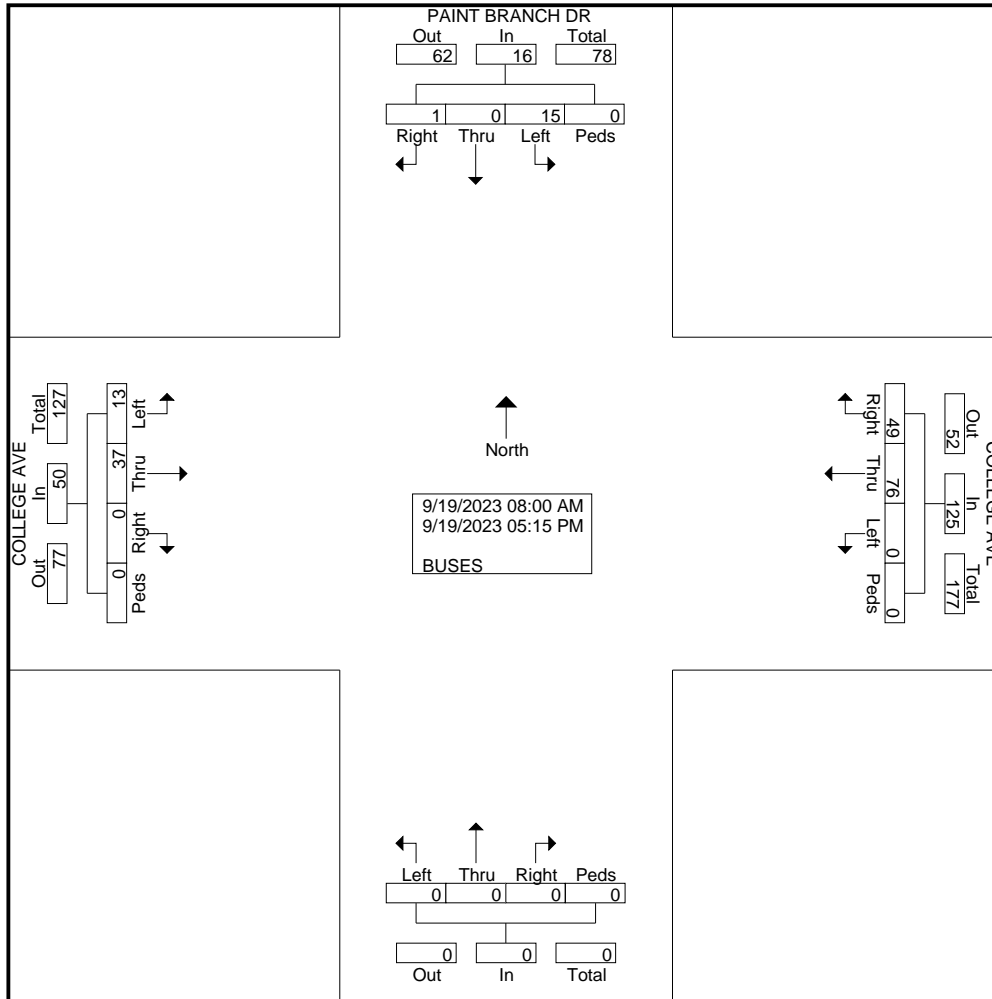 PAINT BRANCH DR
Out In Total
62 16 78
1 0 15 0
Right Thru Left Peds
COLLEGE AVE
Total In Out
127 50 77
13 37 0 0
Left Thru Right Peds
North
9/19/2023 08:00 AM
9/19/2023 05:15 PM
BUSES
Right Thru Left Peds
49 76 0 0
Out In Total
52 125 177
COLLEGE AVE
Left Thru Right Peds
0 0 0 0
0 0 0
Out In Total